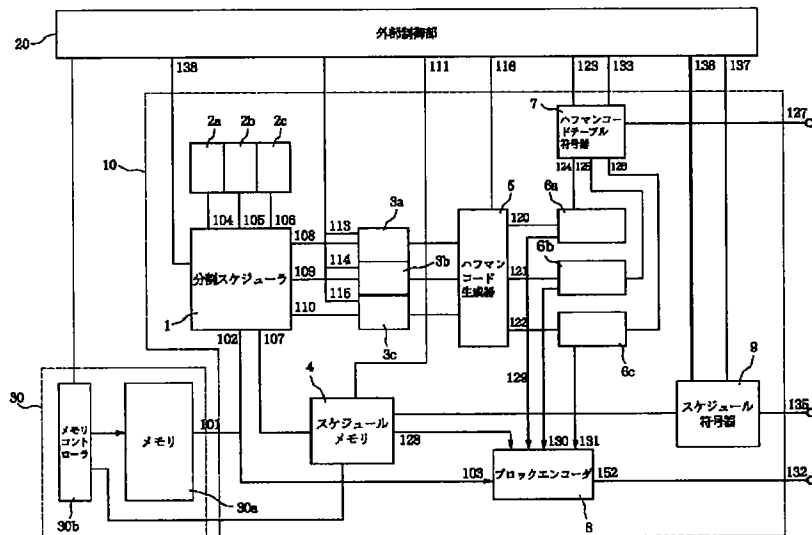 20
外部制御部
138
111
116
123
133
136
137
7
ハフマンコ
ードテーブル
符号器
127
124
125
126
10
2a
2b
2c
104
105
106
108
113
3a
114
3b
109
115
110
3c
分割スケジューラ
1
102
107
5
ハフマン
コード
生成器
120
6a
121
6b
122
6c
129
4
スケジュール
メモリ
128
130
131
9
スケジュール
符号器
135
30
メモリ
コントロ
ーラ
メモリ
101
30a
30b
103
ブロックエンコーダ
152
132
8